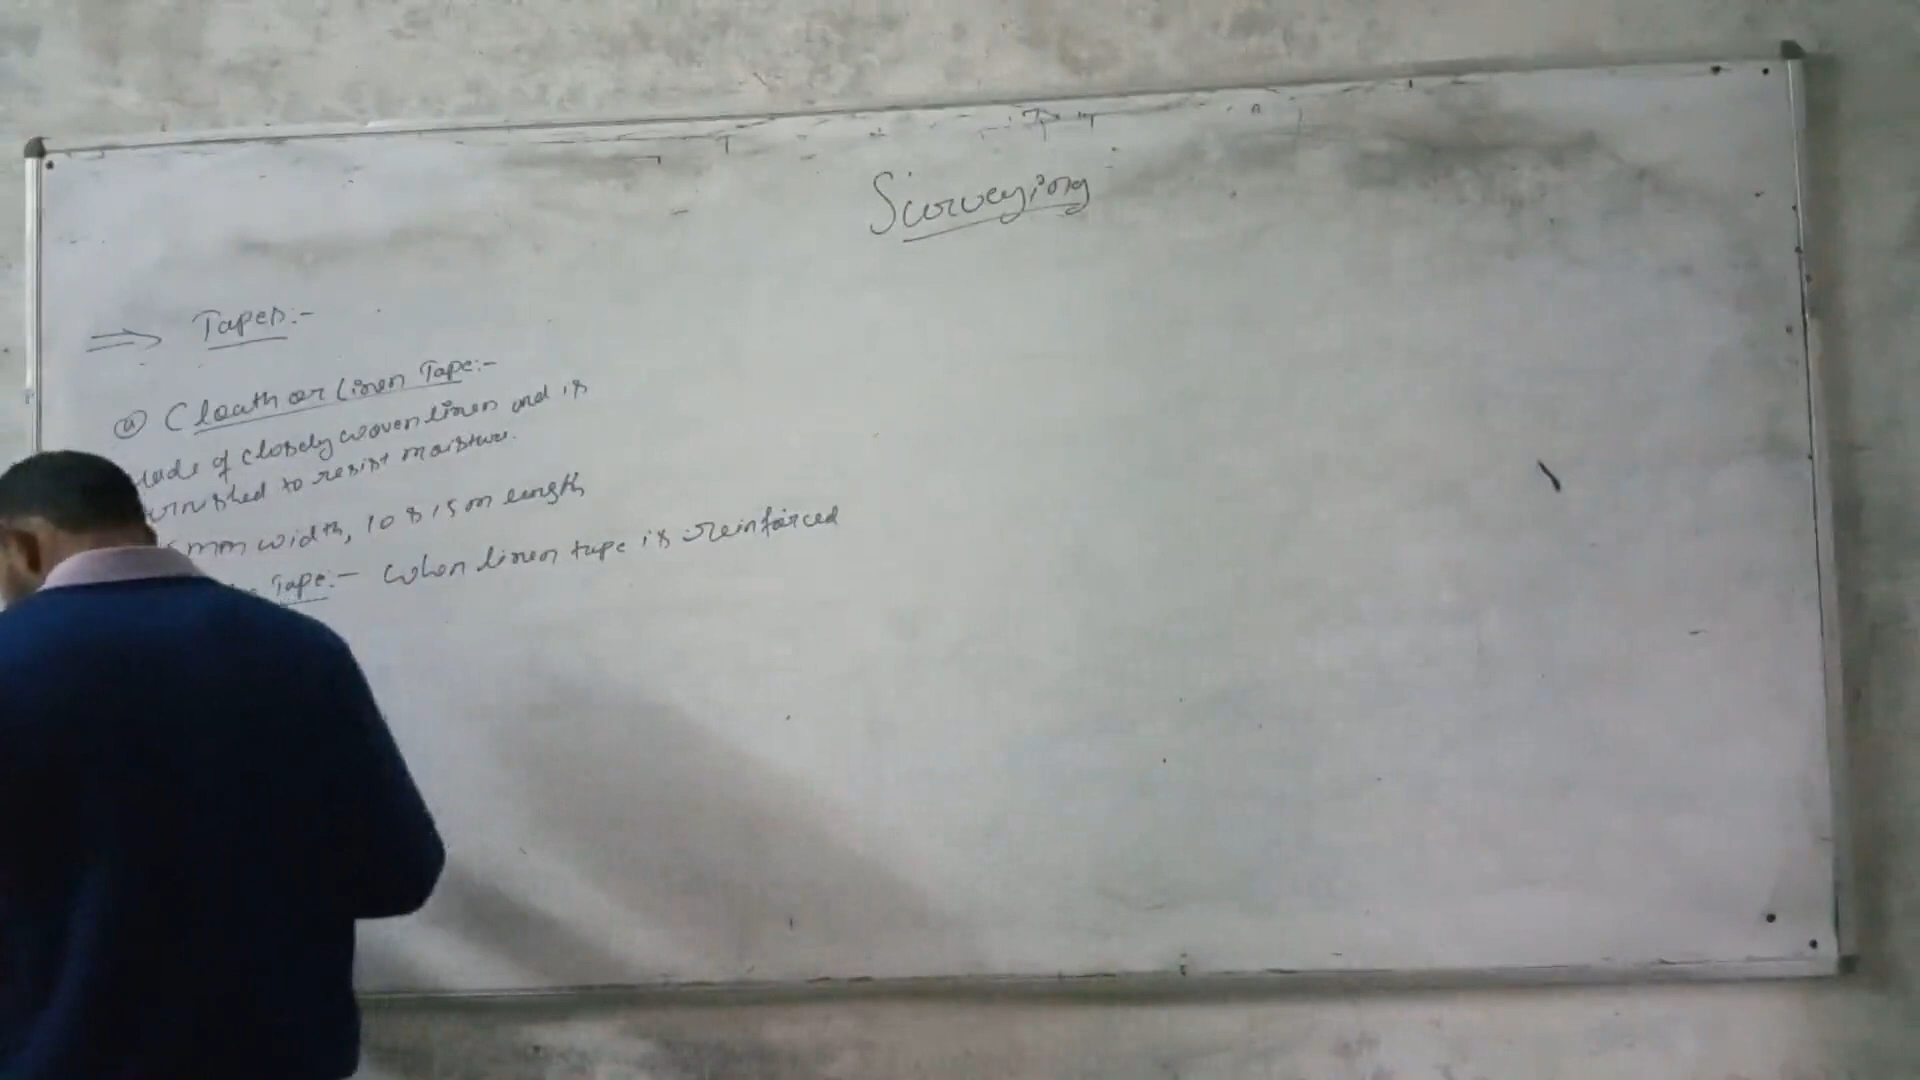 Surveying
⇒ Tapes:-
(a) Cloath or Linen Tape:-
Made of closely woven linen and is
varnished to resist moisture.
mm width, 10 & 15 m length
Tape:- When linen tape is reinforced